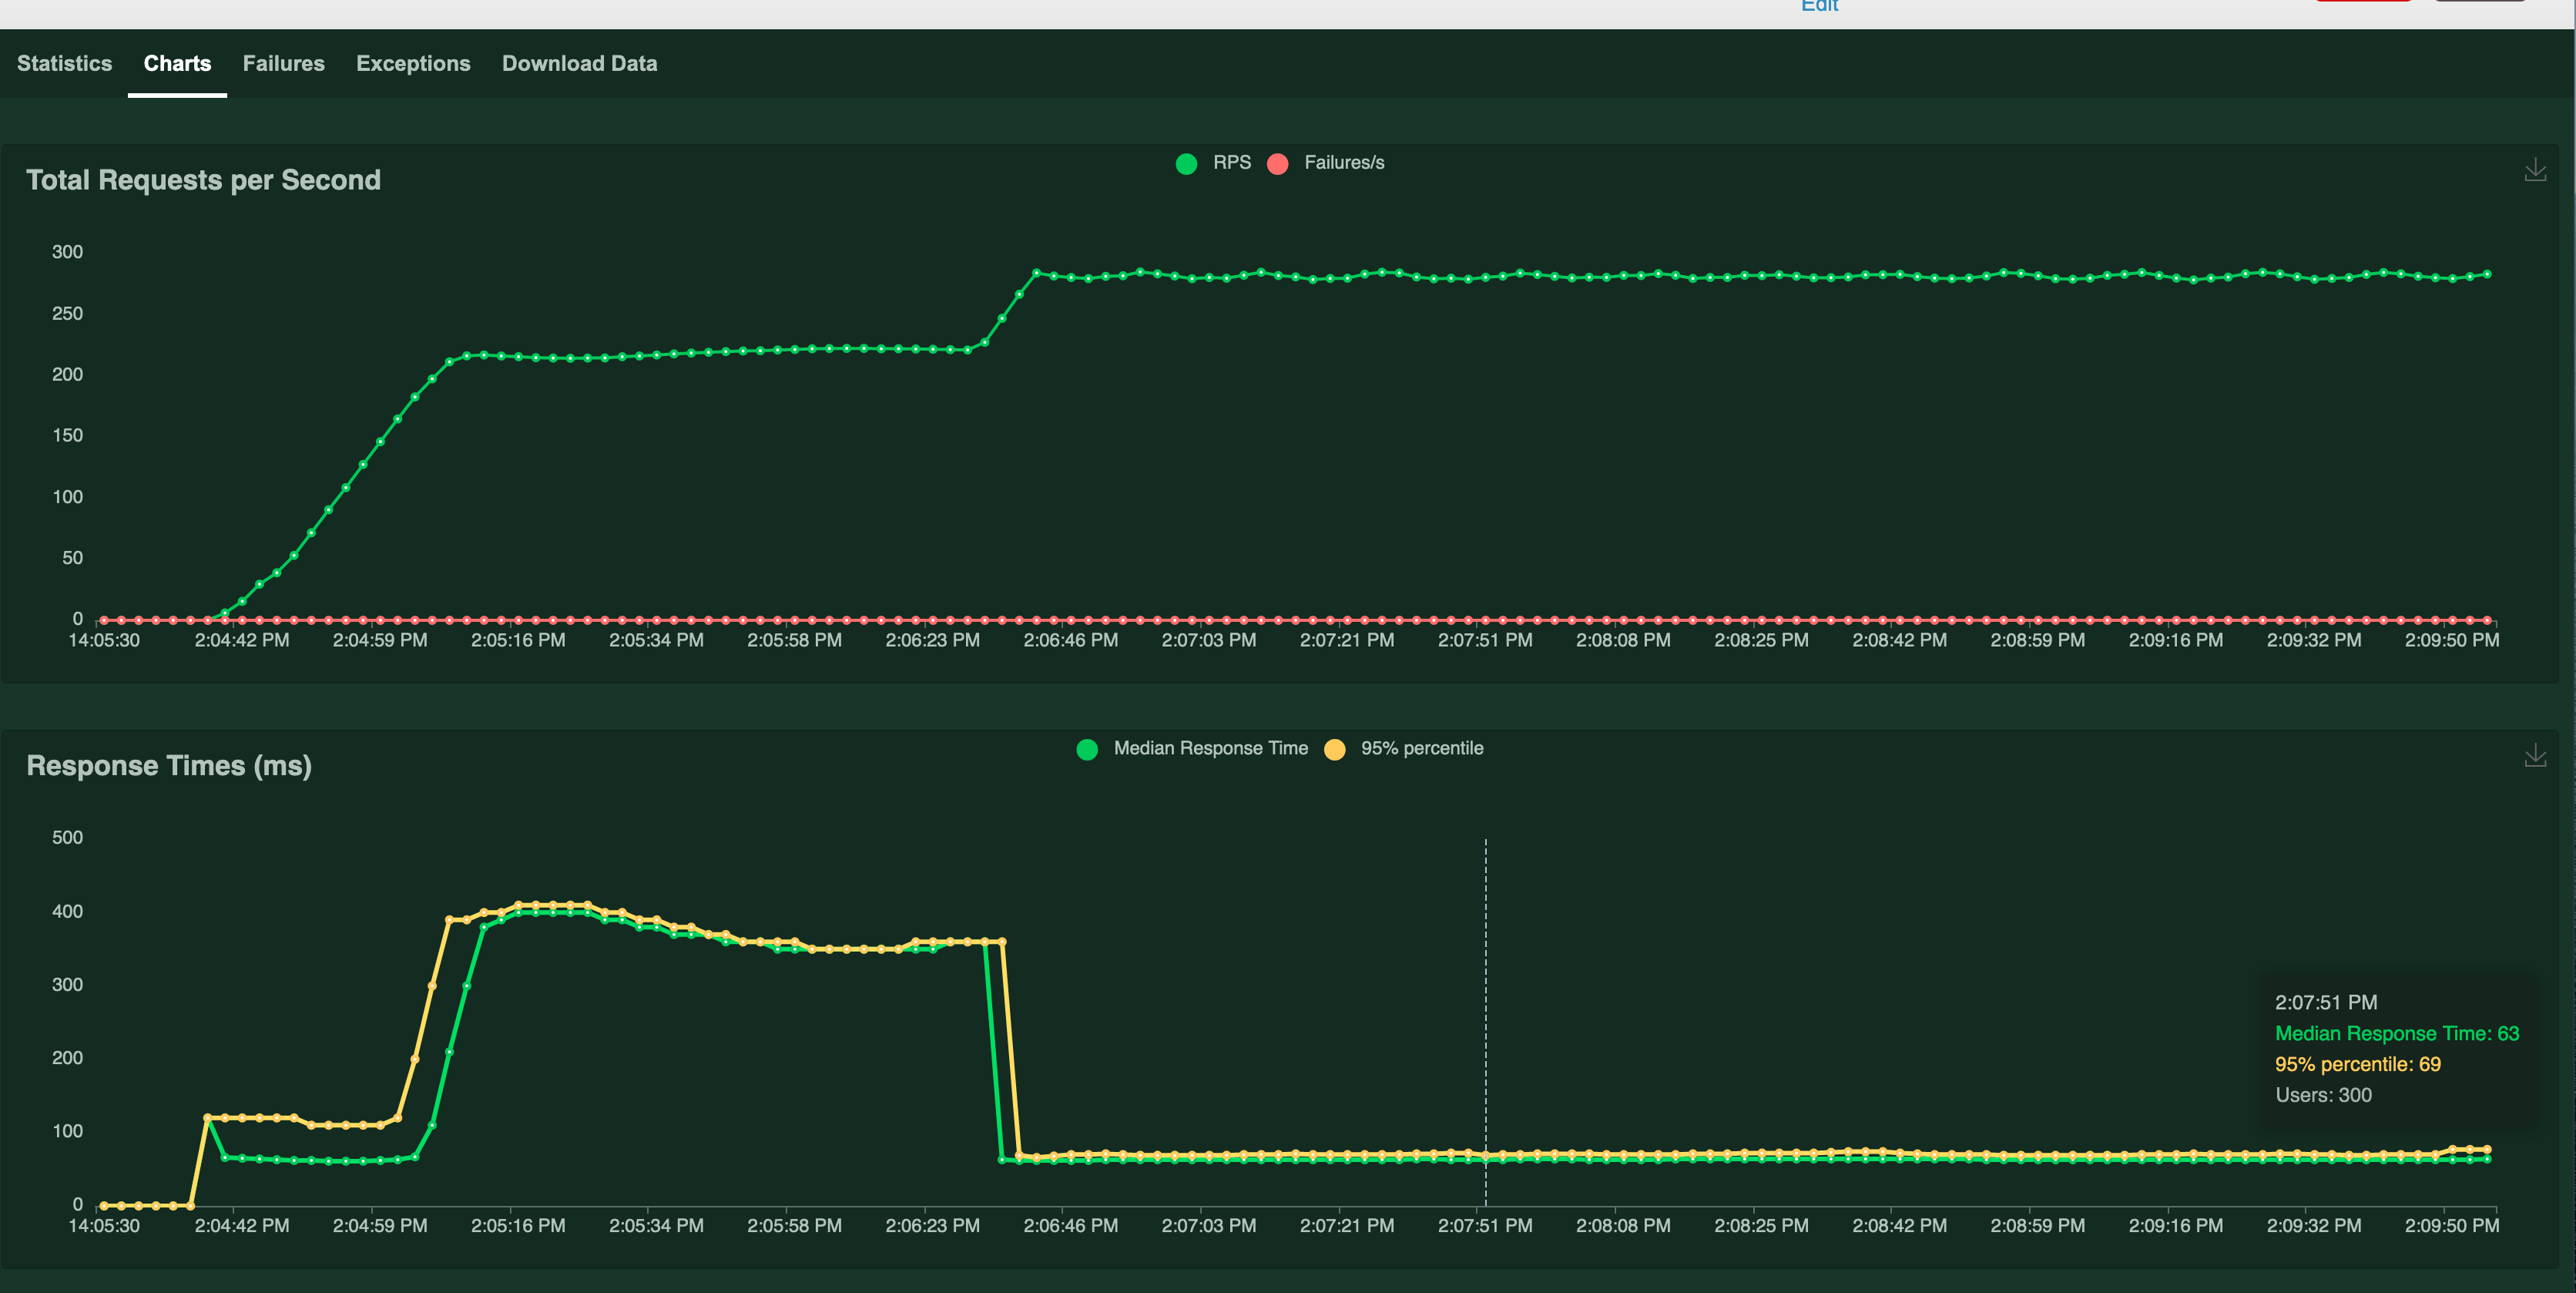 Edit
Statistics Charts Failures Exceptions Download Data
Total Requests per Second
RPS Failures/s
300
250
200
150
100
50
0
14:05:30 2:04:42 PM 2:04:59 PM 2:05:16 PM 2:05:34 PM 2:05:58 PM 2:06:23 PM 2:06:46 PM 2:07:03 PM 2:07:21 PM 2:07:51 PM 2:08:08 PM 2:08:25 PM 2:08:42 PM 2:08:59 PM 2:09:16 PM 2:09:32 PM 2:09:50 PM
Response Times (ms)
Median Response Time 95% percentile
500
400
300
200
100
0
2:07:51 PM
Median Response Time: 63
95% percentile: 69
Users: 300
14:05:30 2:04:42 PM 2:04:59 PM 2:05:16 PM 2:05:34 PM 2:05:58 PM 2:06:23 PM 2:06:46 PM 2:07:03 PM 2:07:21 PM 2:07:51 PM 2:08:08 PM 2:08:25 PM 2:08:42 PM 2:08:59 PM 2:09:16 PM 2:09:32 PM 2:09:50 PM